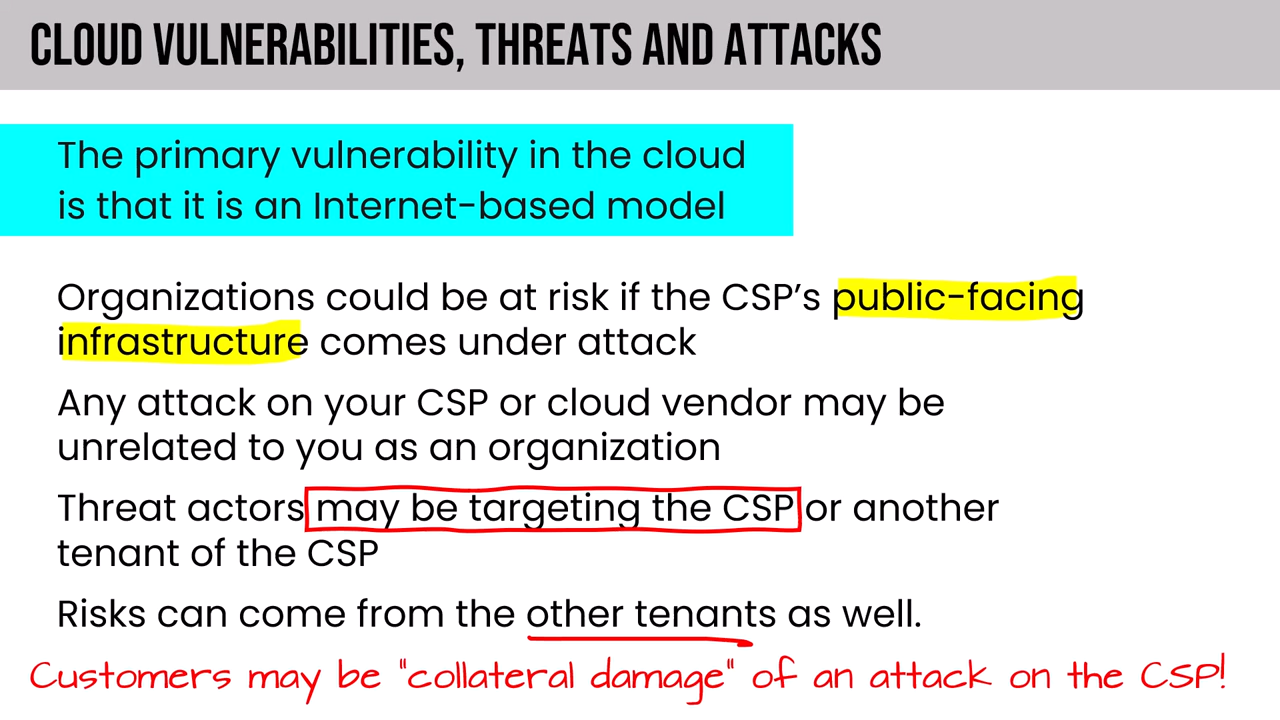 CLOUD VULNERABILITIES, THREATS AND ATTACKS
The primary vulnerability in the cloud
is that it is an Internet-based model
Organizations could be at risk if the CSP’s public-facing
infrastructure comes under attack
Any attack on your CSP or cloud vendor may be
unrelated to you as an organization
Threat actors may be targeting the CSP or another
tenant of the CSP
Risks can come from the other tenants as well.
Customers may be "collateral damage" of an attack on the CSP!